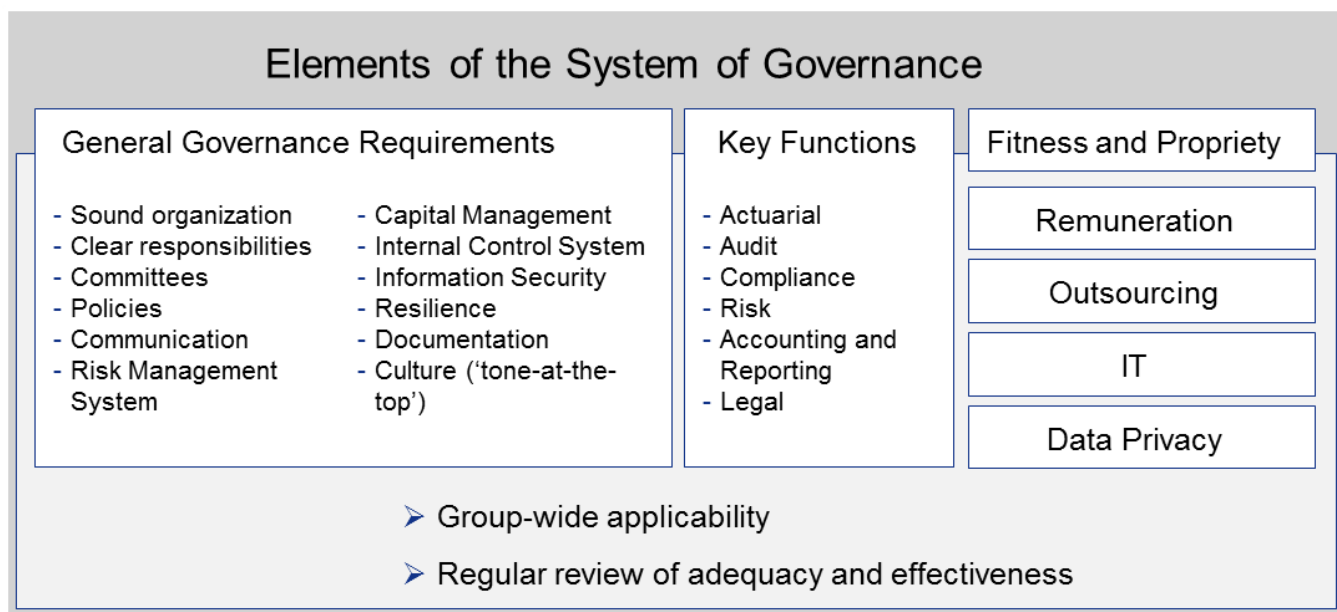 Elements of the System of Governance
General Governance Requirements
- Sound organization
- Clear responsibilities
- Committees
- Policies
- Communication
- Risk Management
System
- Capital Management
- Internal Control System
- Information Security
- Resilience
- Documentation
- Culture (‘tone-at-the-
top’)
Key Functions
- Actuarial
- Audit
- Compliance
- Risk
- Accounting and
Reporting
- Legal
Fitness and Propriety
Remuneration
Outsourcing
IT
Data Privacy
➢ Group-wide applicability
➢ Regular review of adequacy and effectiveness